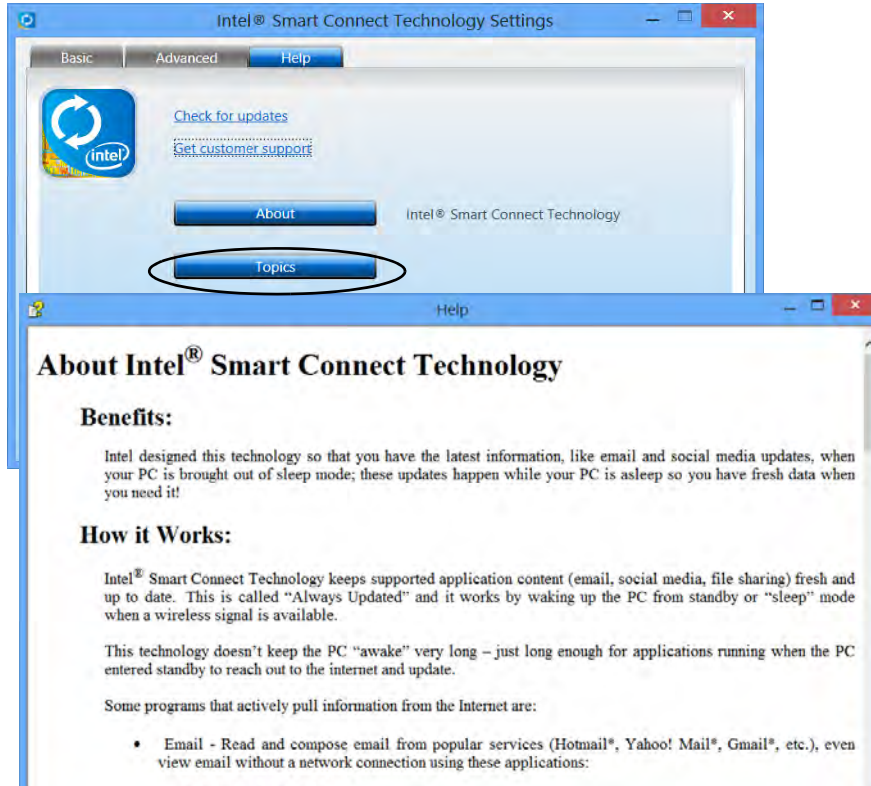 Intel® Smart Connect Technology Settings
Basic Advanced Help
Check for updates
(intel)
Get customer support
About Intel® Smart Connect Technology
Topics
Help
About Intel® Smart Connect Technology
Benefits:
Intel designed this technology so that you have the latest information, like email and social media updates, when
your PC is brought out of sleep mode; these updates happen while your PC is asleep so you have fresh data when
you need it!
How it Works:
Intel® Smart Connect Technology keeps supported application content (email, social media, file sharing) fresh and
up to date. This is called “Always Updated” and it works by waking up the PC from standby or “sleep” mode
when a wireless signal is available.
This technology doesn’t keep the PC “awake” very long – just long enough for applications running when the PC
entered standby to reach out to the internet and update.
Some programs that actively pull information from the Internet are:
• Email - Read and compose email from popular services (Hotmail*, Yahoo! Mail*, Gmail*, etc.), even
view email without a network connection using these applications: